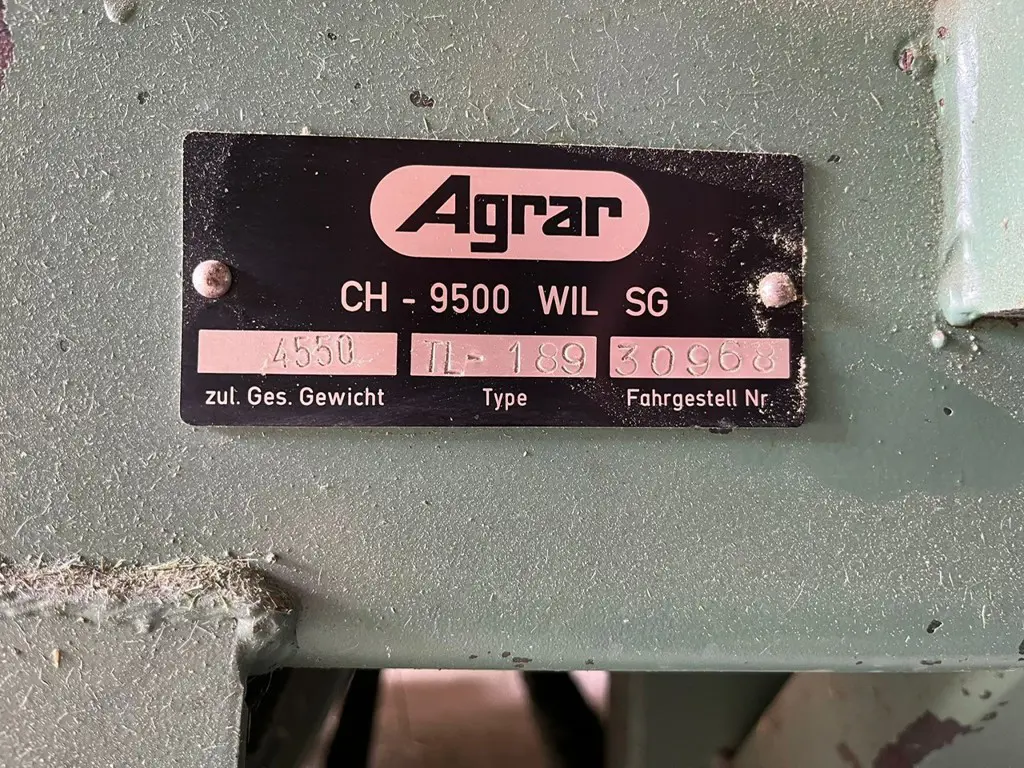 Agrar
CH - 9500 WIL SG
4550 TL- 189 30968
zul. Ges. Gewicht Type Fahrgestell Nr.